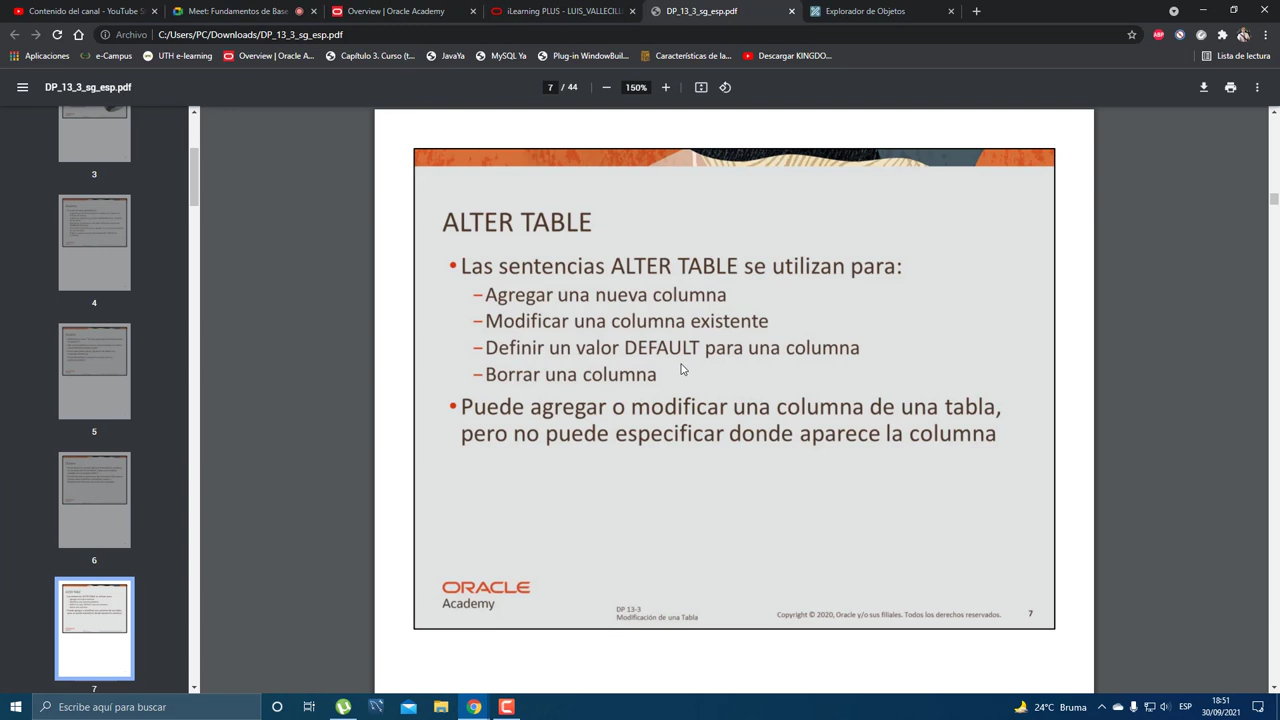 Contenido del canal - YouTube S
Meet: Fundamentos de Base
Overview | Oracle Academy
iLearning PLUS - LUIS_VALLECILL
DP_13_3_sg_esp.pdf
Explorador de Objetos
Archivo
C:/Users/PC/Downloads/DP_13_3_sg_esp.pdf
Aplicaciones
e-Campus
UTH e-learning
Overview | Oracle A...
Capítulo 3. Curso (t...
JavaYa
MySQL Ya
Plug-in WindowBuil...
Características de la...
Descargar KINGDO...
Lista de lectura
DP_13_3_sg_esp.pdf
7 / 44
150%
3
4
5
6
7
ALTER TABLE
• Las sentencias ALTER TABLE se utilizan para:
–Agregar una nueva columna
–Modificar una columna existente
–Definir un valor DEFAULT para una columna
–Borrar una columna
• Puede agregar o modificar una columna de una tabla,
pero no puede especificar donde aparece la columna
ORACLE
Academy
DP 13-3
Modificación de una Tabla
Copyright © 2020, Oracle y/o sus filiales. Todos los derechos reservados.
7
Escribe aquí para buscar
24°C Bruma
ESP
18:51
30/09/2021